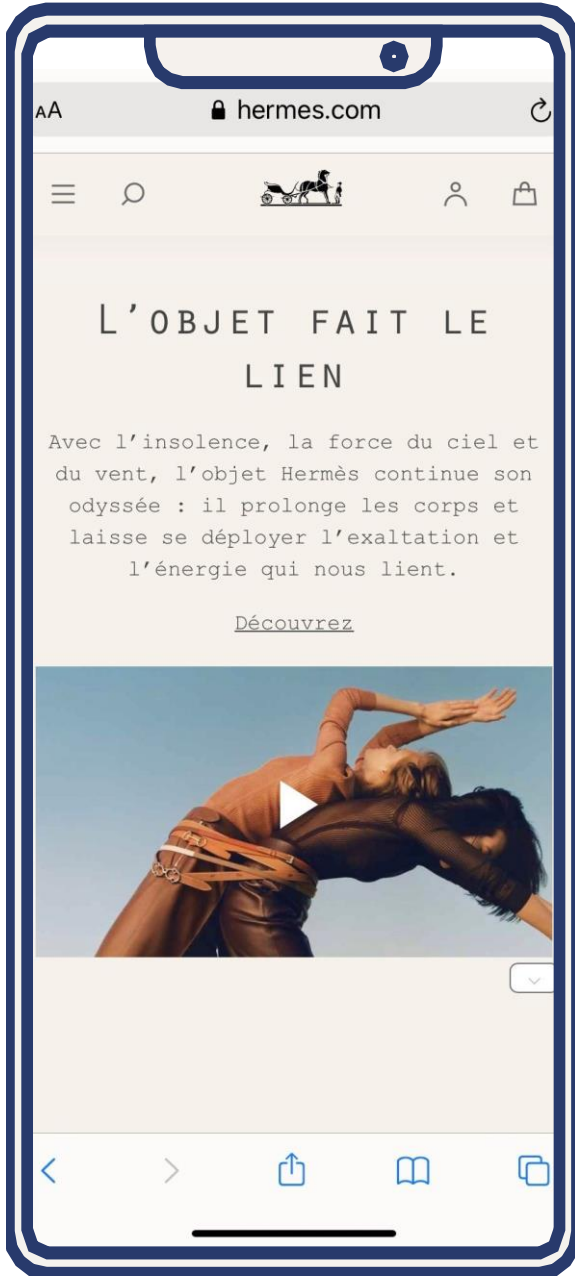 AA
hermes.com
L’OBJET FAIT LE
LIEN
Avec l’insolence, la force du ciel et
du vent, l’objet Hermès continue son
odyssée : il prolonge les corps et
laisse se déployer l’exaltation et
l’énergie qui nous lient.
Découvrez